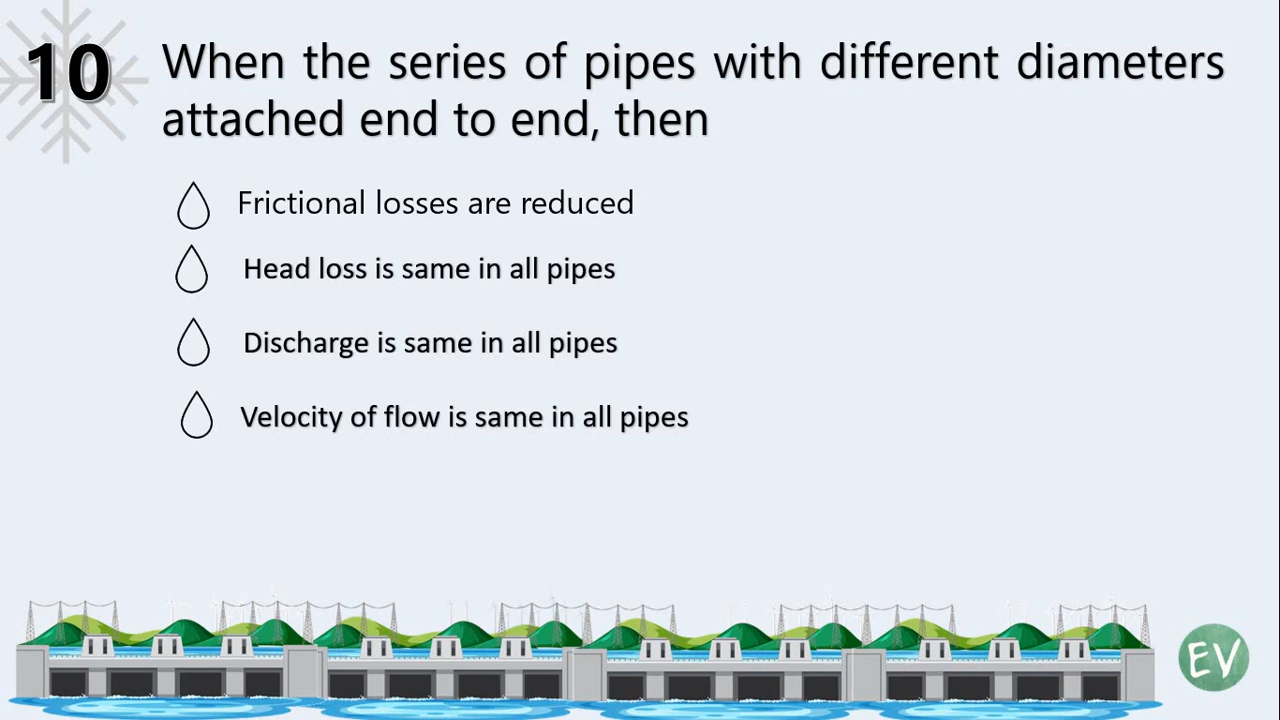 10
When the series of pipes with different diameters
attached end to end, then
Frictional losses are reduced
Head loss is same in all pipes
Discharge is same in all pipes
Velocity of flow is same in all pipes
EV